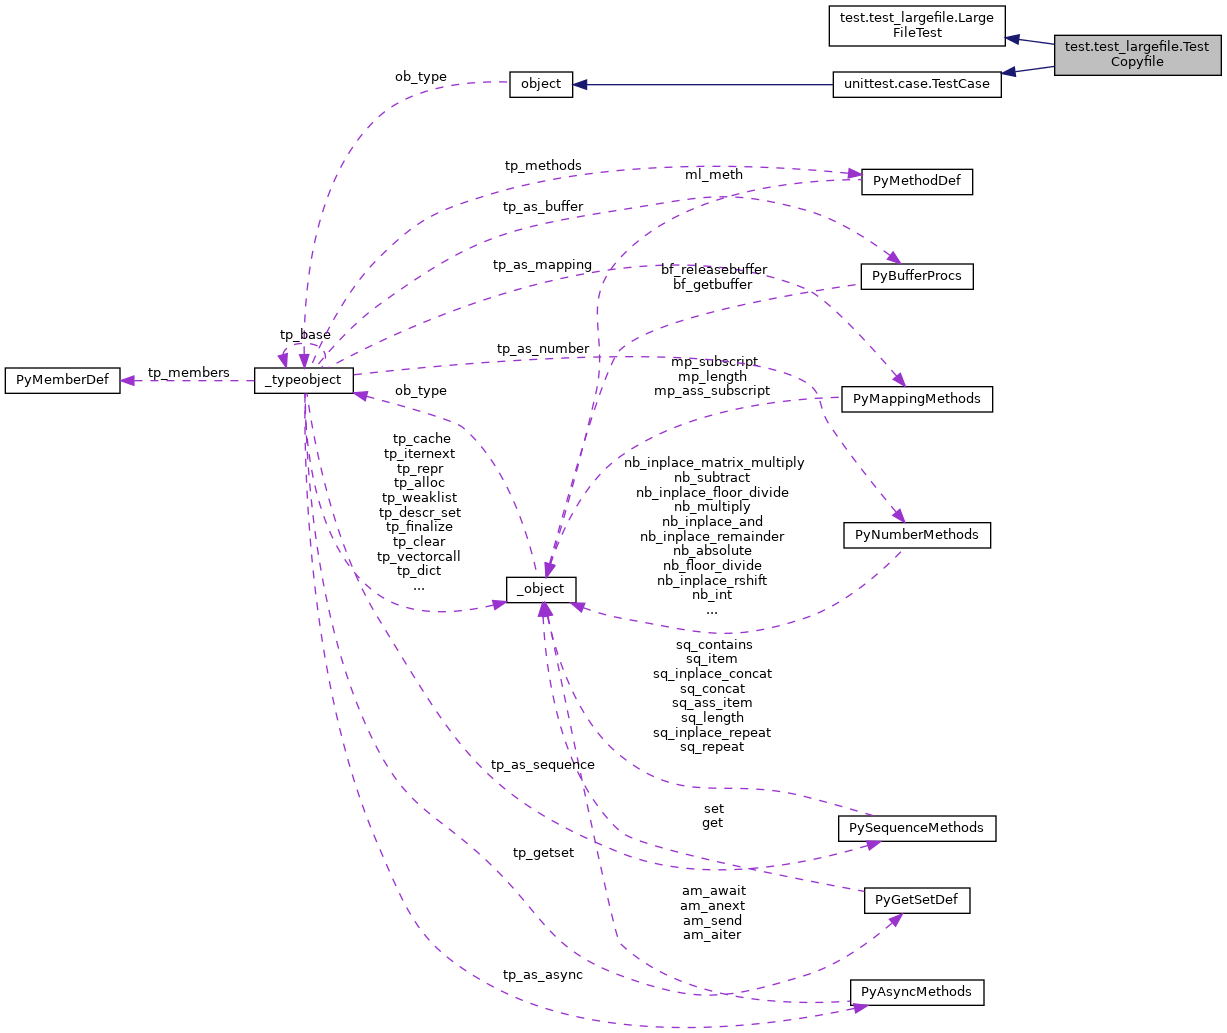 test.test_largefile.Large
FileTest
test.test_largefile.Test
Copyfile
ob_type
object
unittest.case.TestCase
tp_methods
ml_meth
PyMethodDef
tp_as_buffer
tp_as_mapping
bf_releasebuffer
bf_getbuffer
PyBufferProcs
tp_base
tp_as_number
mp_subscript
mp_length
mp_ass_subscript
PyMemberDef
tp_members
_typeobject
ob_type
PyMappingMethods
tp_cache
tp_iternext
tp_repr
tp_alloc
tp_weaklist
tp_descr_set
tp_finalize
tp_clear
tp_vectorcall
tp_dict
...
nb_inplace_matrix_multiply
nb_subtract
nb_inplace_floor_divide
nb_multiply
nb_inplace_and
nb_inplace_remainder
nb_absolute
nb_floor_divide
nb_inplace_rshift
nb_int
...
PyNumberMethods
_object
sq_contains
sq_item
sq_inplace_concat
sq_concat
sq_ass_item
sq_length
sq_inplace_repeat
sq_repeat
tp_as_sequence
set
get
PySequenceMethods
tp_getset
am_await
am_anext
am_send
am_aiter
PyGetSetDef
tp_as_async
PyAsyncMethods